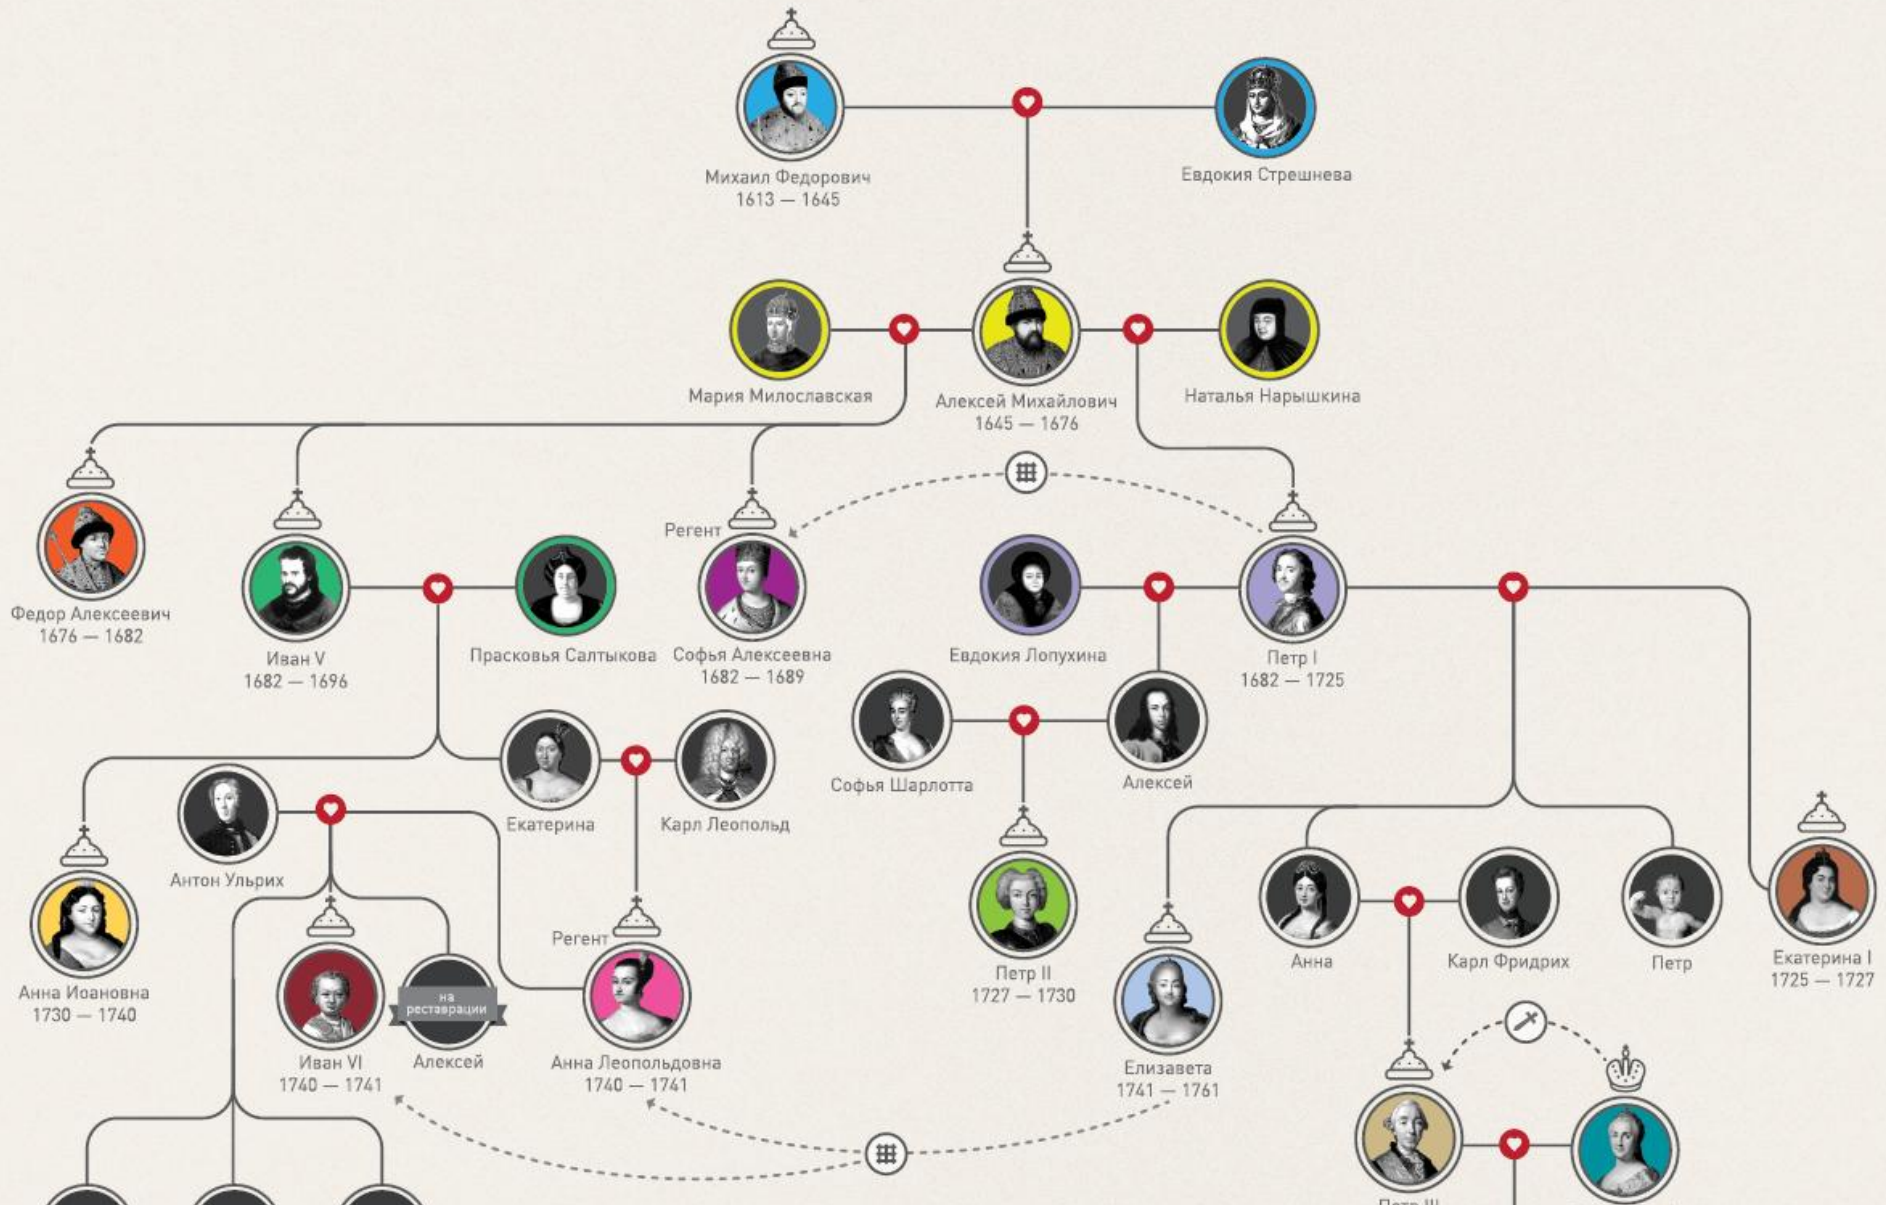 Михаил Федорович
1613 — 1645
Евдокия Стрешнева
Мария Милославская
Алексей Михайлович
1645 — 1676
Наталья Нарышкина
Федор Алексеевич
1676 — 1682
Иван V
1682 — 1696
Прасковья Салтыкова
Регент
Софья Алексеевна
1682 — 1689
Евдокия Лопухина
Петр I
1682 — 1725
Софья Шарлотта
Алексей
Екатерина
Карл Леопольд
Антон Ульрих
Анна Иоановна
1730 — 1740
Иван VI
1740 — 1741
на
реставрации
Алексей
Регент
Анна Леопольдовна
1740 — 1741
Петр II
1727 — 1730
Елизавета
1741 — 1761
Анна
Карл Фридрих
Петр
Екатерина I
1725 — 1727
Петр III